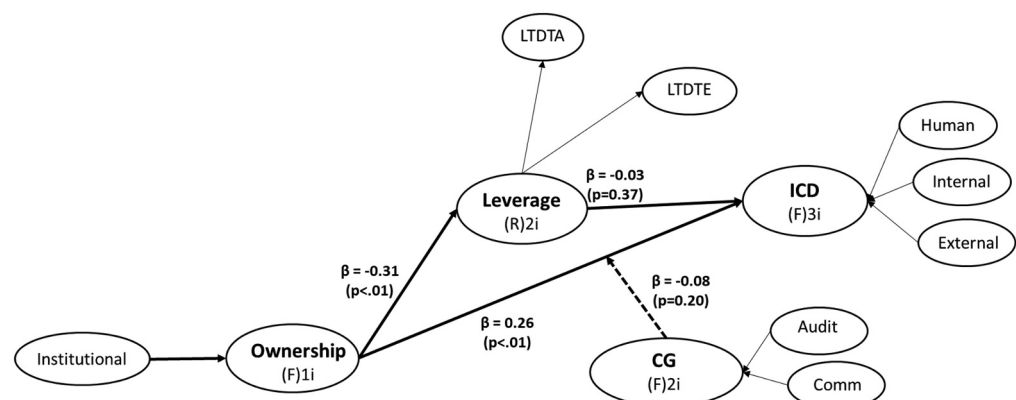 LTDTA
LTDTE
Human
Internal
External
Leverage
(R)2i
β = -0.03
(p=0.37)
ICD
(F)3i
β = -0.31
(p<.01)
β = -0.08
(p=0.20)
β = 0.26
(p<.01)
Institutional
Ownership
(F)1i
CG
(F)2i
Audit
Comm